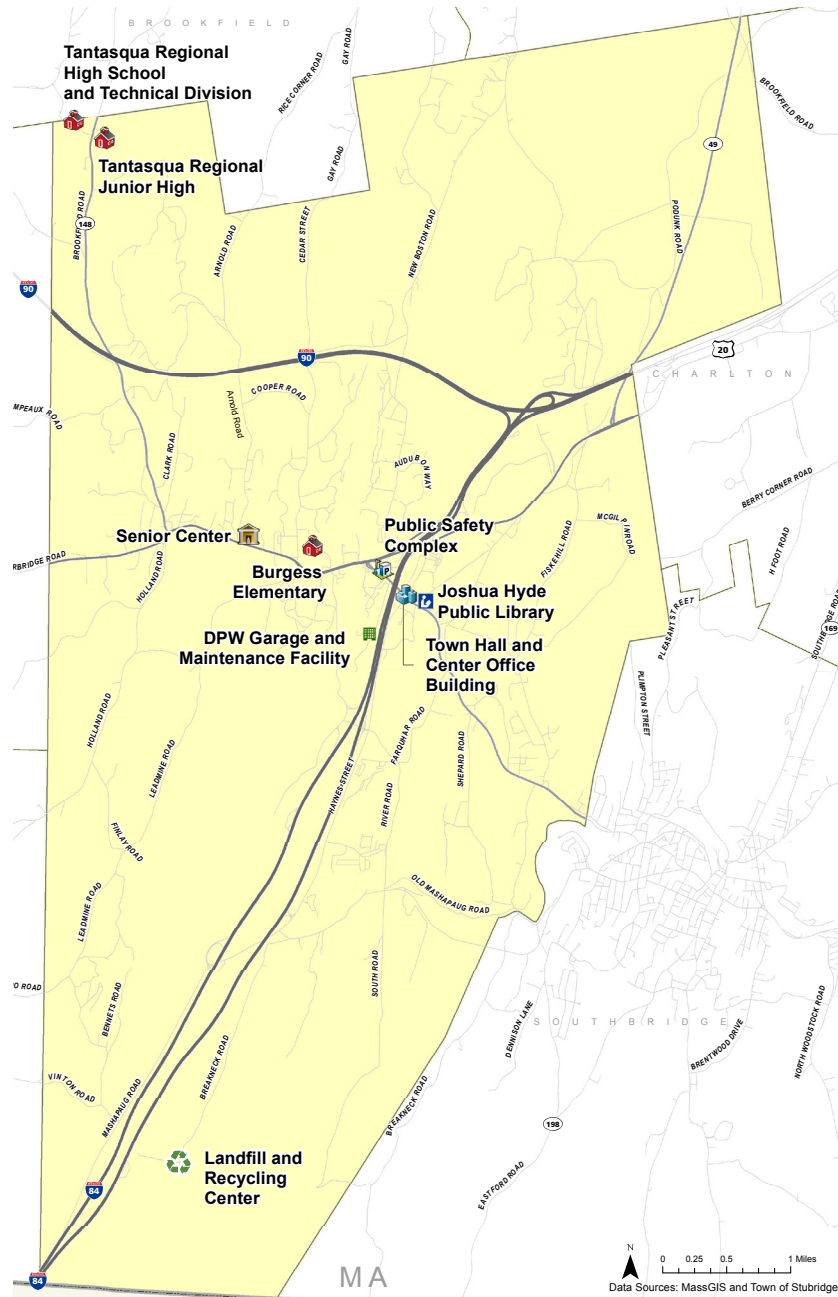 BROOKFIELD
Tantasqua Regional
High School
and Technical Division
RICE CORNER ROAD
GAY ROAD
BROOKFIELD ROAD
Tantasqua Regional
Junior High
49
GAY ROAD
148
BROOKFIELD ROAD
ARNOLD ROAD
CEDAR STREET
NEW BOSTON ROAD
PODUNK ROAD
90
90
20
CHARLTON
COOPER ROAD
Arnold Road
MPEAUX ROAD
CLARK ROAD
AUDUBON WAY
BERRY CORNER ROAD
Senior Center
Public Safety
Complex
FISKE HILL ROAD
H FOOT ROAD
RBRIDGE ROAD
HOLLAND ROAD
Burgess
Elementary
Joshua Hyde
Public Library
PLEASANT STREET
169
DPW Garage and
Maintenance Facility
Town Hall and
Center Office
Building
PLIMPTON STREET
HOLLAND ROAD
LEADMINE ROAD
FARQUHAR ROAD
SHEPARD ROAD
HAYNES STREET
RIVER ROAD
FINLAY ROAD
OLD MASHAPAUG ROAD
LEADMINE ROAD
SOUTH ROAD
O ROAD
BENNETS ROAD
DENNISON LANE
SOUTHBRIDGE
BRENTWOOD DRIVE
NORTH WOODSTOCK ROAD
VINTON ROAD
MASHAPAUG ROAD
BREAKNECK ROAD
BREAKNECK ROAD
198
Landfill and
Recycling
Center
EASTFORD ROAD
84
84
MA
N
0 0.25 0.5 1 Miles
Data Sources: MassGIS and Town of Stubridge